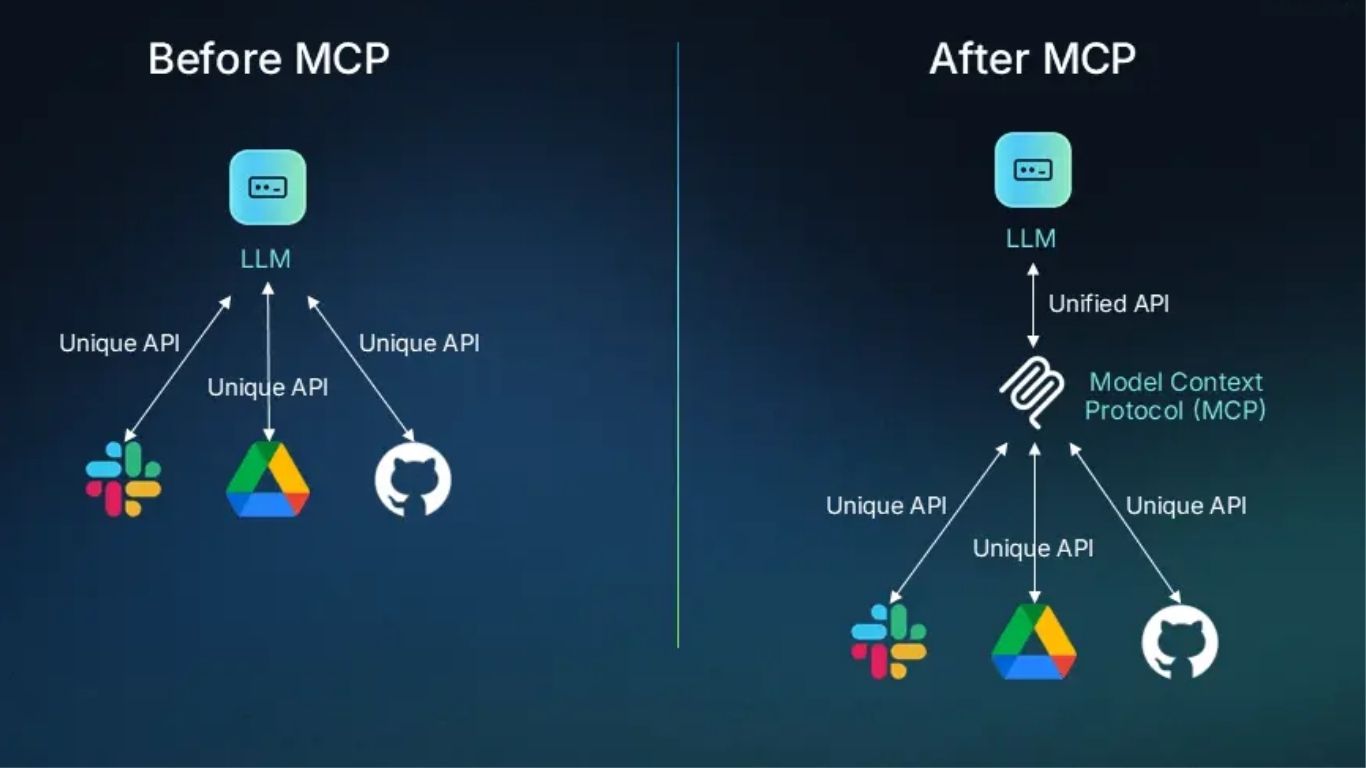 Before MCP
LLM
Unique API
Unique API
Unique API
After MCP
LLM
Unified API
Model Context
Protocol (MCP)
Unique API
Unique API
Unique API